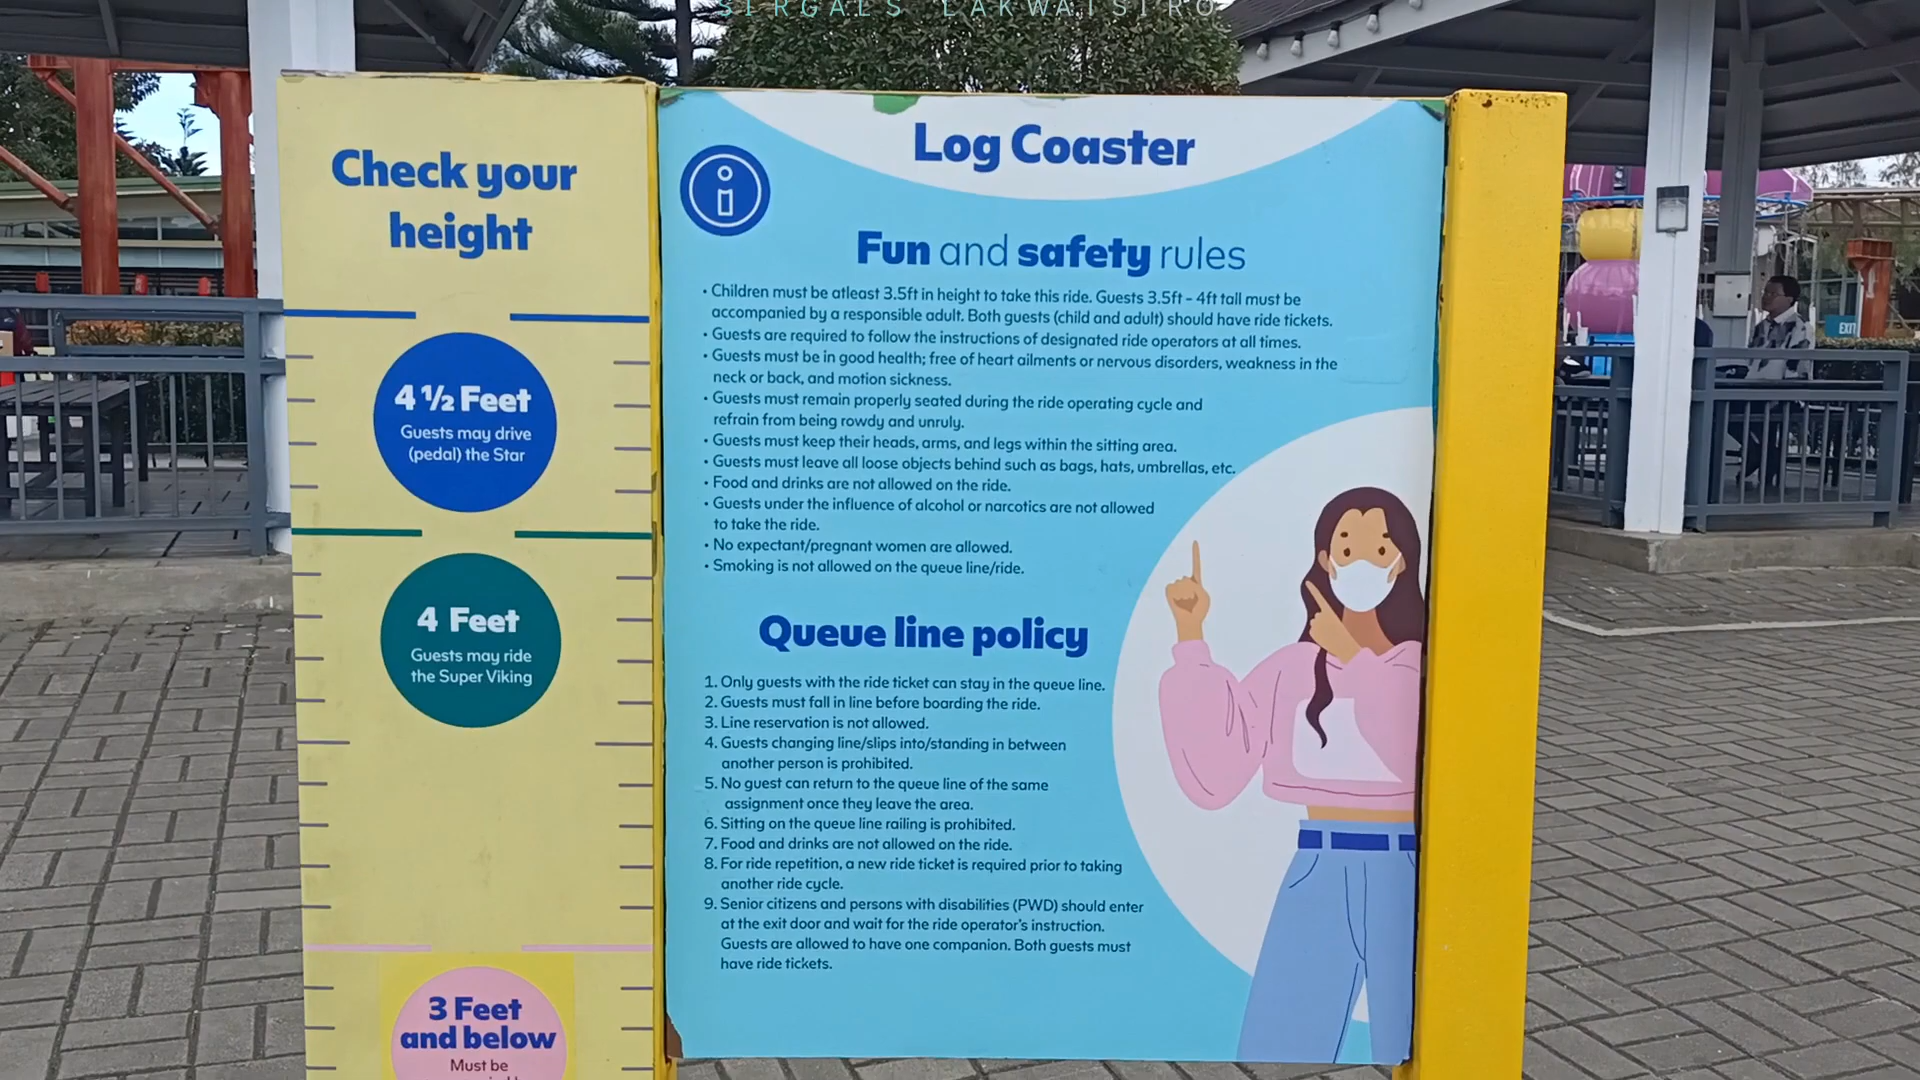 SIRGALS LAKWATSIRO
Check your
height
4 ½ Feet
Guests may drive
(pedal) the Star
4 Feet
Guests may ride
the Super Viking
3 Feet
and below
Must be
Log Coaster
Fun and safety rules
• Children must be atleast 3.5ft in height to take this ride. Guests 3.5ft - 4ft tall must be
accompanied by a responsible adult. Both guests (child and adult) should have ride tickets.
• Guests are required to follow the instructions of designated ride operators at all times.
• Guests must be in good health; free of heart ailments or nervous disorders, weakness in the
neck or back, and motion sickness.
• Guests must remain properly seated during the ride operating cycle and
refrain from being rowdy and unruly.
• Guests must keep their heads, arms, and legs within the sitting area.
• Guests must leave all loose objects behind such as bags, hats, umbrellas, etc.
• Food and drinks are not allowed on the ride.
• Guests under the influence of alcohol or narcotics are not allowed
to take the ride.
• No expectant/pregnant women are allowed.
• Smoking is not allowed on the queue line/ride.
Queue line policy
1. Only guests with the ride ticket can stay in the queue line.
2. Guests must fall in line before boarding the ride.
3. Line reservation is not allowed.
4. Guests changing line/slips into/standing in between
another person is prohibited.
5. No guest can return to the queue line of the same
assignment once they leave the area.
6. Sitting on the queue line railing is prohibited.
7. Food and drinks are not allowed on the ride.
8. For ride repetition, a new ride ticket is required prior to taking
another ride cycle.
9. Senior citizens and persons with disabilities (PWD) should enter
at the exit door and wait for the ride operator's instruction.
Guests are allowed to have one companion. Both guests must
have ride tickets.
EXIT